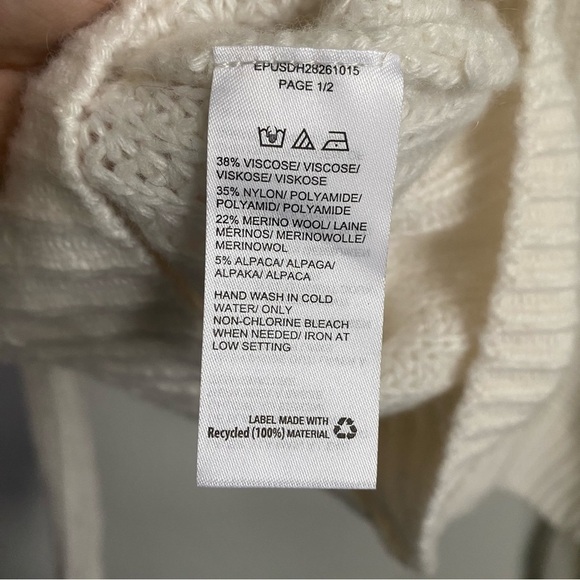 EPUSDH28261015
PAGE 1/2
38% VISCOSE/ VISCOSE/
VISKOSE/ VISKOSE
35% NYLON/ POLYAMIDE/
POLYAMID/ POLYAMIDE
22% MERINO WOOL/ LAINE
MÉRINOS/ MERINOWOLLE/
MERINOWOL
5% ALPACA/ ALPAGA/
ALPAKA/ ALPACA
HAND WASH IN COLD
WATER/ ONLY
NON-CHLORINE BLEACH
WHEN NEEDED/ IRON AT
LOW SETTING
LABEL MADE WITH
Recycled (100%) MATERIAL